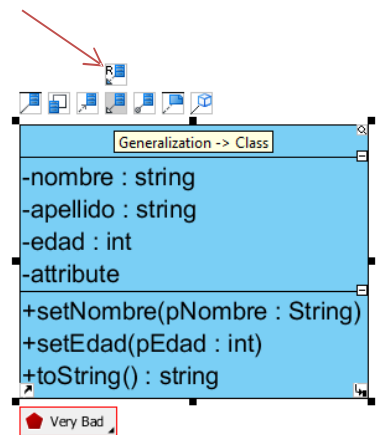 R
Generalization -> Class
-nombre : string
-apellido : string
-edad : int
-attribute
+setNombre(pNombre : String)
+setEdad(pEdad : int)
+toString() : string
Very Bad